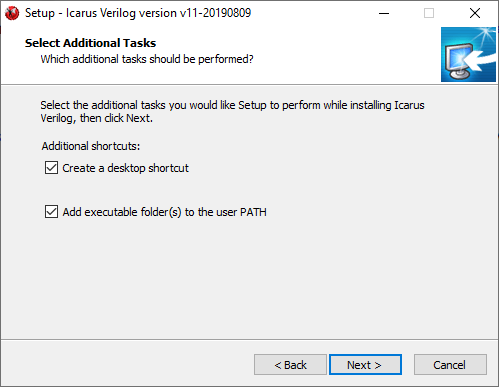 Setup - Icarus Verilog version v11-20190809
Select Additional Tasks
Which additional tasks should be performed?
Select the additional tasks you would like Setup to perform while installing Icarus
Verilog, then click Next.
Additional shortcuts:
Create a desktop shortcut
Add executable folder(s) to the user PATH
< Back
Next >
Cancel